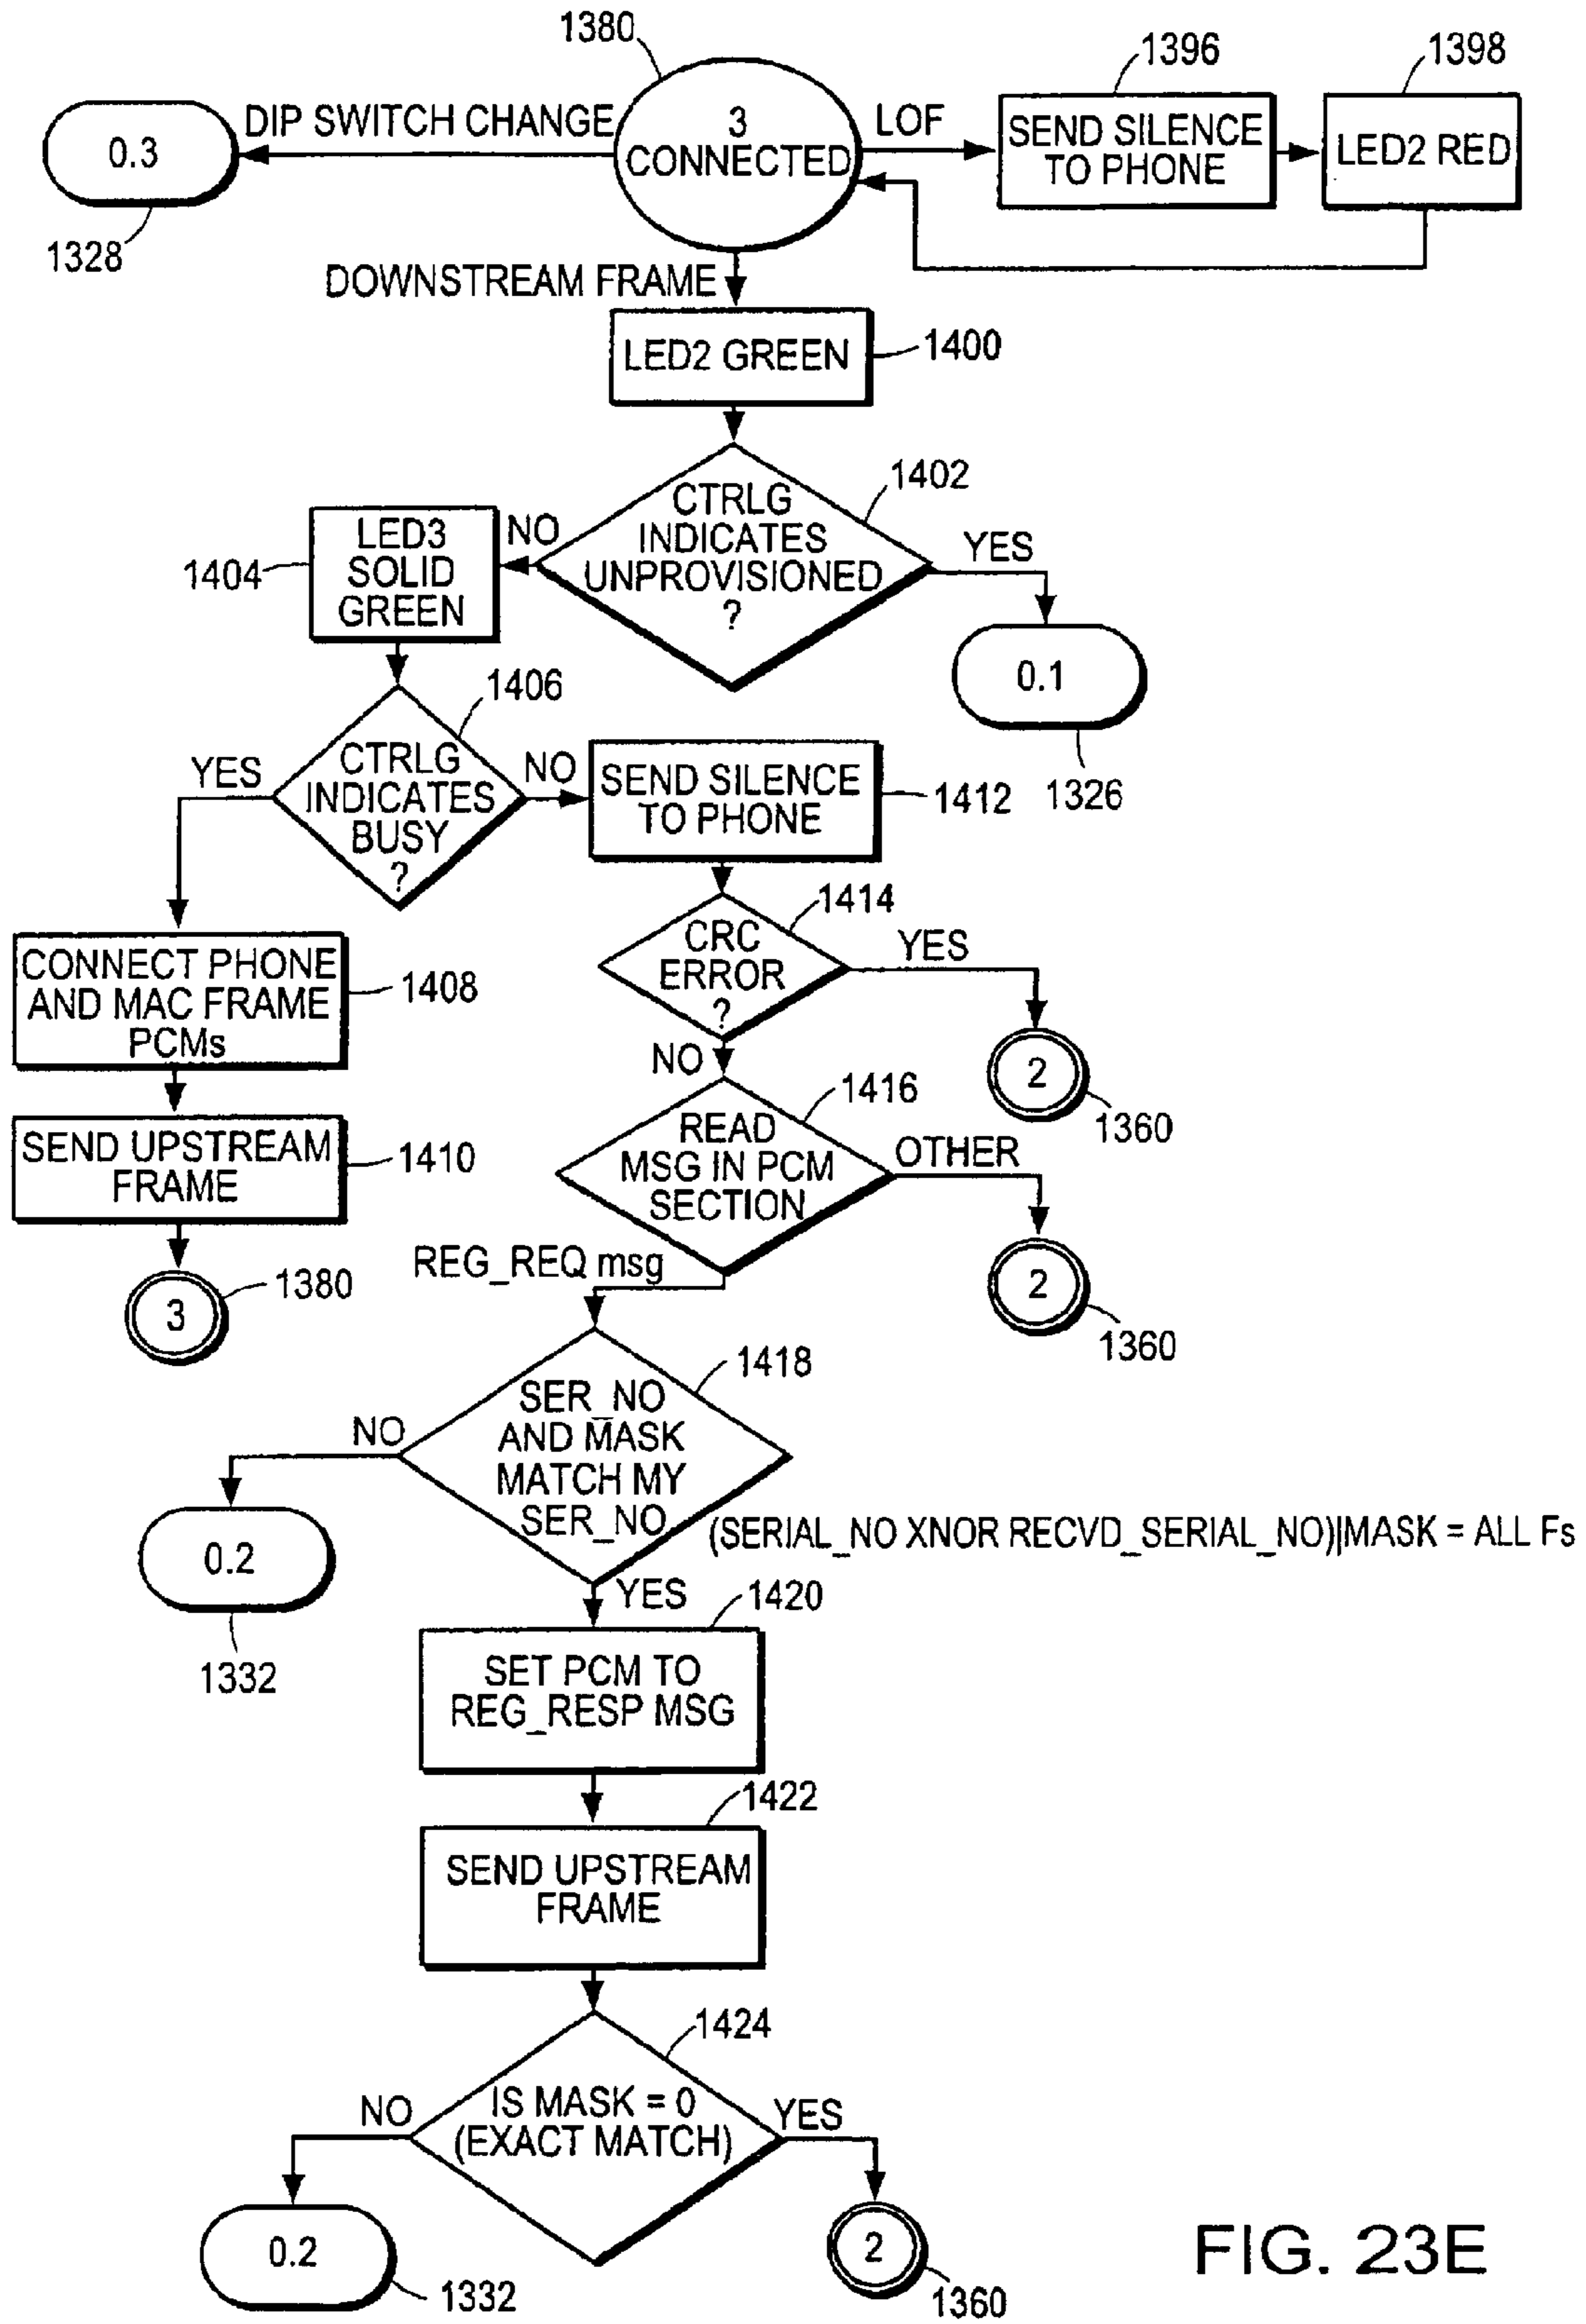 1380
1396
1398
DIP SWITCH CHANGE
0.3
3
CONNECTED
LOF
SEND SILENCE
TO PHONE
LED2 RED
1328
DOWNSTREAM FRAME
LED2 GREEN
1400
1402
CTRLG
INDICATES
UNPROVISIONED
?
NO
YES
LED3
SOLID
GREEN
1404
0.1
1326
1406
CTRLG
INDICATES
BUSY
?
YES
NO
SEND SILENCE
TO PHONE
1412
1414
CRC
ERROR
?
YES
NO
2
1360
CONNECT PHONE
AND MAC FRAME
PCMs
1408
SEND UPSTREAM
FRAME
1410
3
1380
1416
READ
MSG IN PCM
SECTION
OTHER
2
1360
REG_REQ msg
1418
SER_NO
AND MASK
MATCH MY
SER_NO
NO
0.2
1332
(SERIAL_NO XNOR RECVD_SERIAL_NO)|MASK = ALL Fs
YES
1420
SET PCM TO
REG_RESP MSG
1422
SEND UPSTREAM
FRAME
1424
IS MASK = 0
(EXACT MATCH)
NO
YES
0.2
1332
2
1360
FIG. 23E